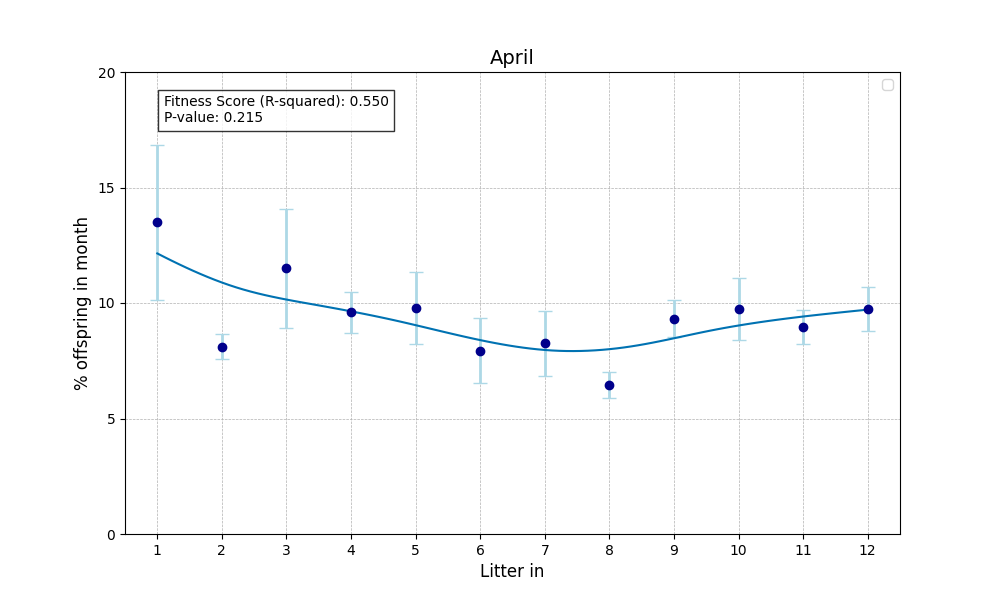 April
Fitness Score (R-squared): 0.550
P-value: 0.215
% offspring in month
20
15
10
5
0
1 2 3 4 5 6 7 8 9 10 11 12
Litter in